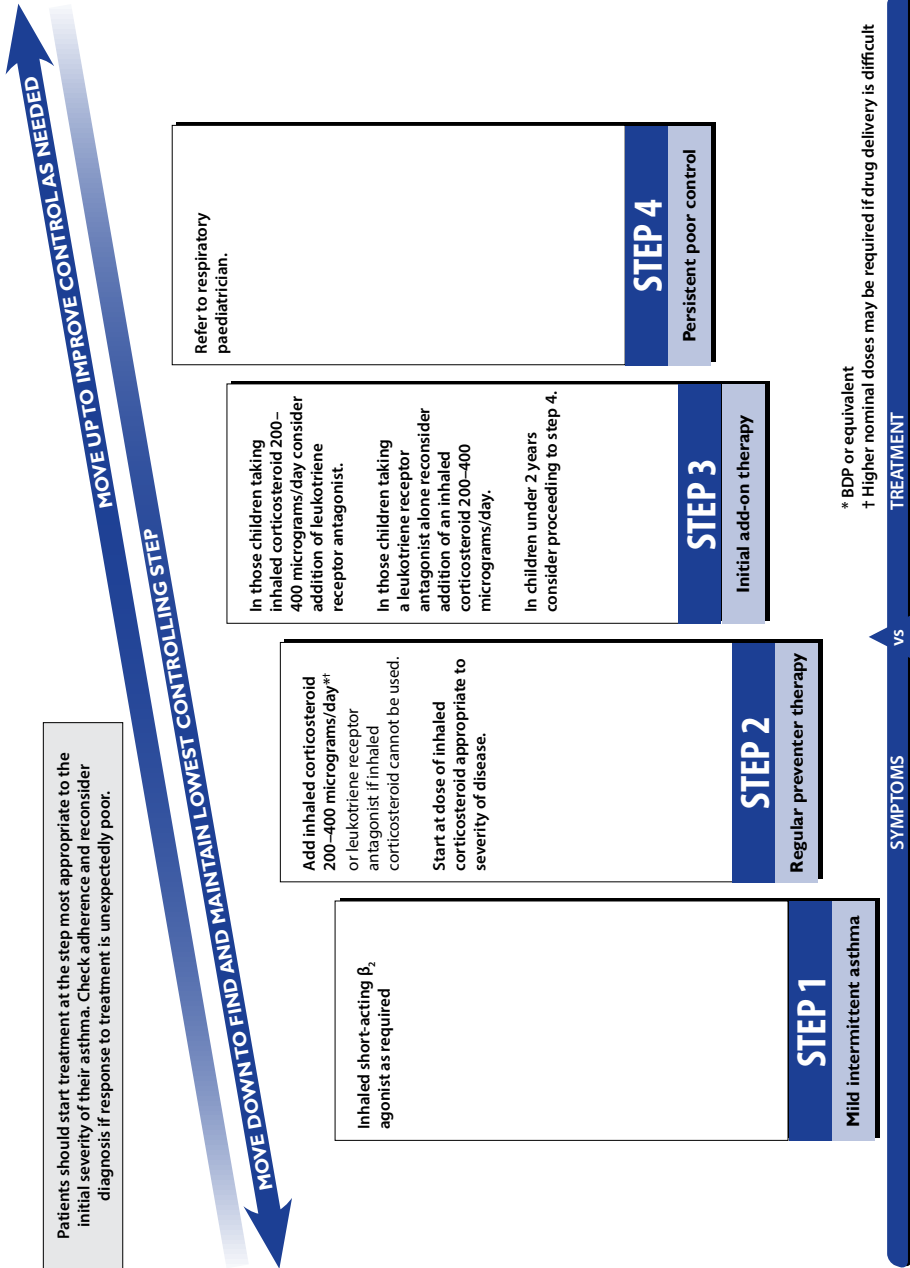 Patients should start treatment at the step most appropriate to the
initial severity of their asthma. Check adherence and reconsider
diagnosis if response to treatment is unexpectedly poor.
MOVE UP TO IMPROVE CONTROL AS NEEDED
MOVE DOWN TO FIND AND MAINTAIN LOWEST CONTROLLING STEP
Inhaled short-acting β₂
agonist as required
STEP 1
Mild intermittent asthma
Add inhaled corticosteroid
200–400 micrograms/day*†
or leukotriene receptor
antagonist if inhaled
corticosteroid cannot be used.
Start at dose of inhaled
corticosteroid appropriate to
severity of disease.
STEP 2
Regular preventer therapy
In those children taking
inhaled corticosteroid 200–
400 micrograms/day consider
addition of leukotriene
receptor antagonist.
In those children taking
a leukotriene receptor
antagonist alone reconsider
addition of an inhaled
corticosteroid 200–400
micrograms/day.
In children under 2 years
consider proceeding to step 4.
STEP 3
Initial add-on therapy
Refer to respiratory
paediatrician.
STEP 4
Persistent poor control
* BDP or equivalent
† Higher nominal doses may be required if drug delivery is difficult
SYMPTOMS vs TREATMENT